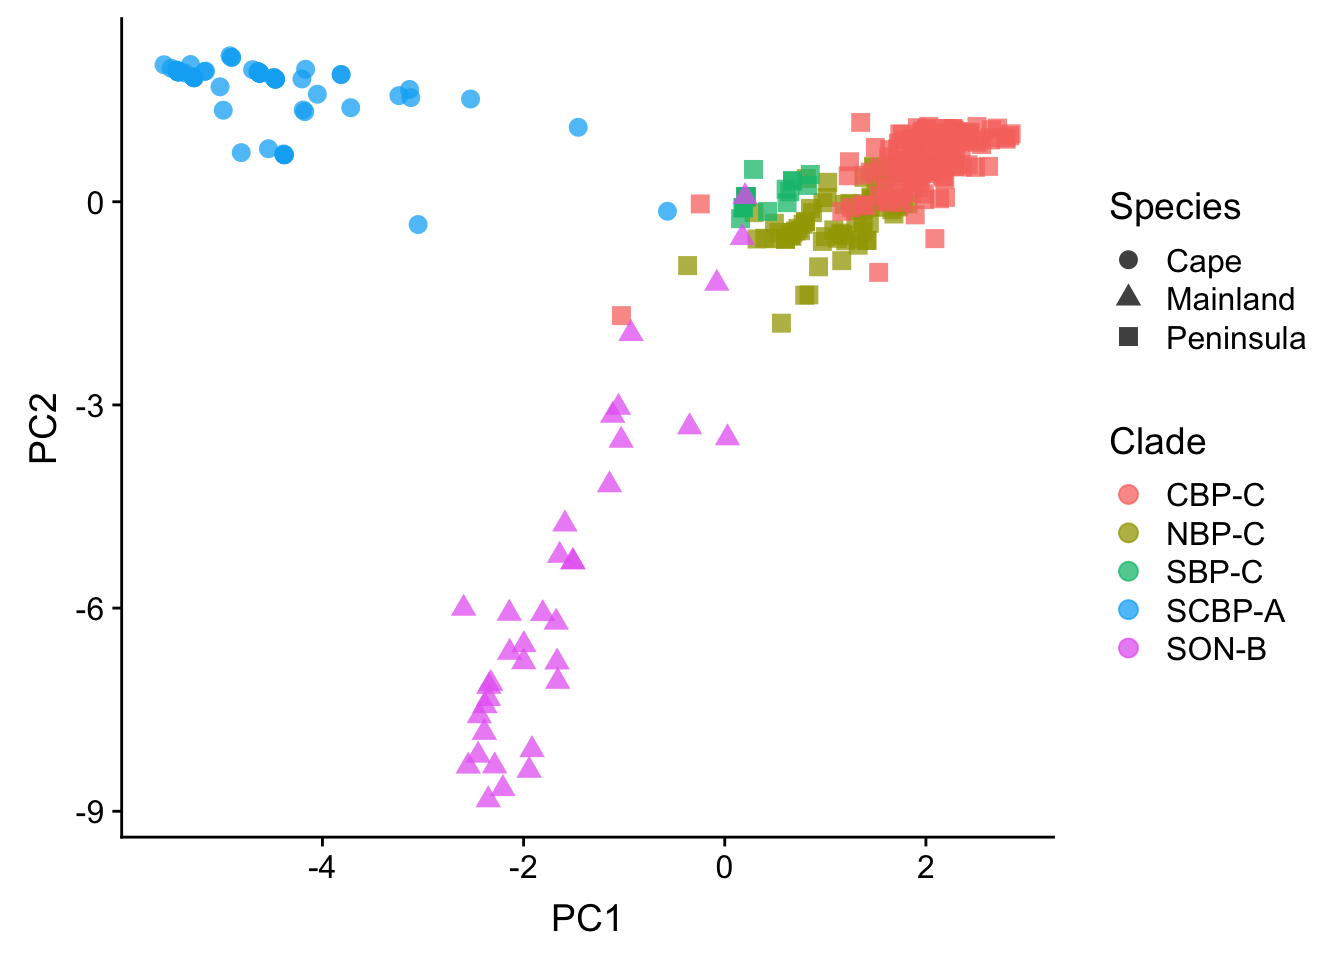 PC2
0
-3
-6
-9
-4
-2
0
2
PC1
Species
Cape
Mainland
Peninsula
Clade
CBP-C
NBP-C
SBP-C
SCBP-A
SON-B